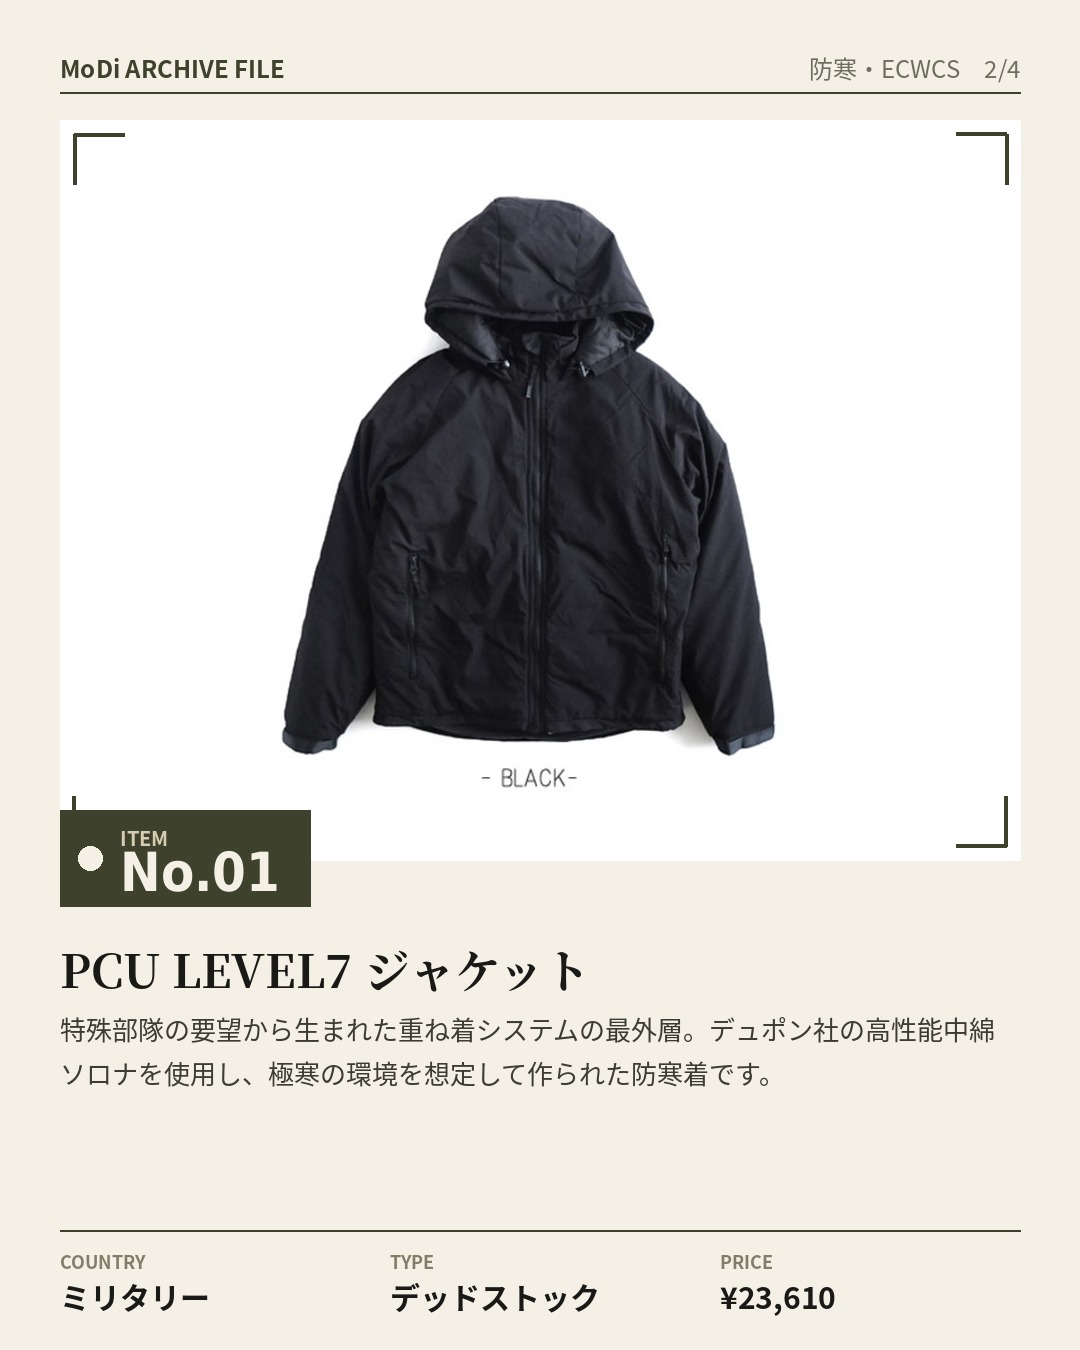 MoDi ARCHIVE FILE
防寒・ECWCS 2/4
- BLACK-
ITEM
No.01
PCU LEVEL7 ジャケット
特殊部隊の要望から生まれた重ね着システムの最外層。デュポン社の高性能中綿
ソロナを使用し、極寒の環境を想定して作られた防寒着です。
COUNTRY
ミリタリー
TYPE
デッドストック
PRICE
¥23,610